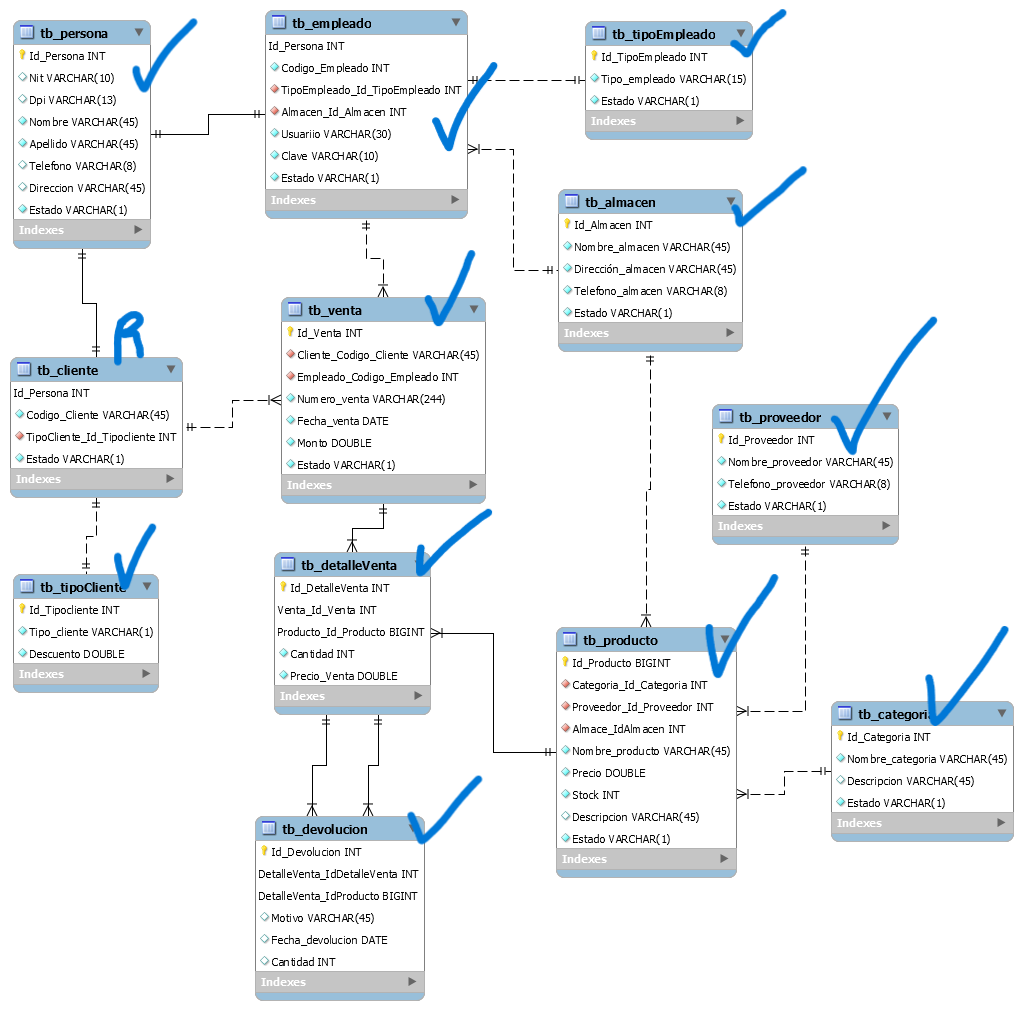 tb_persona
Id_Persona INT
Nit VARCHAR(10)
Dpi VARCHAR(13)
Nombre VARCHAR(45)
Apellido VARCHAR(45)
Telefono VARCHAR(8)
Direccion VARCHAR(45)
Estado VARCHAR(1)
Indexes
tb_empleado
Id_Persona INT
Codigo_Empleado INT
TipoEmpleado_Id_TipoEmpleado INT
Almacen_Id_Almacen INT
Usuariio VARCHAR(30)
Clave VARCHAR(10)
Estado VARCHAR(1)
Indexes
tb_tipoEmpleado
Id_TipoEmpleado INT
Tipo_empleado VARCHAR(15)
Estado VARCHAR(1)
Indexes
tb_almacen
Id_Almacen INT
Nombre_almacen VARCHAR(45)
Dirección_almacen VARCHAR(45)
Telefono_almacen VARCHAR(8)
Estado VARCHAR(1)
Indexes
tb_venta
Id_Venta INT
Cliente_Codigo_Cliente VARCHAR(45)
Empleado_Codigo_Empleado INT
Numero_venta VARCHAR(244)
Fecha_venta DATE
Monto DOUBLE
Estado VARCHAR(1)
Indexes
R
tb_cliente
Id_Persona INT
Codigo_Cliente VARCHAR(45)
TipoCliente_Id_Tipocliente INT
Estado VARCHAR(1)
Indexes
tb_proveedor
Id_Proveedor INT
Nombre_proveedor VARCHAR(45)
Telefono_proveedor VARCHAR(8)
Estado VARCHAR(1)
Indexes
tb_tipoCliente
Id_Tipocliente INT
Tipo_cliente VARCHAR(1)
Descuento DOUBLE
Indexes
tb_detalleVenta
Id_DetalleVenta INT
Venta_Id_Venta INT
Producto_Id_Producto BIGINT
Cantidad INT
Precio_Venta DOUBLE
Indexes
tb_producto
Id_Producto BIGINT
Categoria_Id_Categoria INT
Proveedor_Id_Proveedor INT
Almace_IdAlmacen INT
Nombre_producto VARCHAR(45)
Precio DOUBLE
Stock INT
Descripcion VARCHAR(45)
Estado VARCHAR(1)
Indexes
tb_categoria
Id_Categoria INT
Nombre_categoria VARCHAR(45)
Descripcion VARCHAR(45)
Estado VARCHAR(1)
Indexes
tb_devolucion
Id_Devolucion INT
DetalleVenta_IdDetalleVenta INT
DetalleVenta_IdProducto BIGINT
Motivo VARCHAR(45)
Fecha_devolucion DATE
Cantidad INT
Indexes